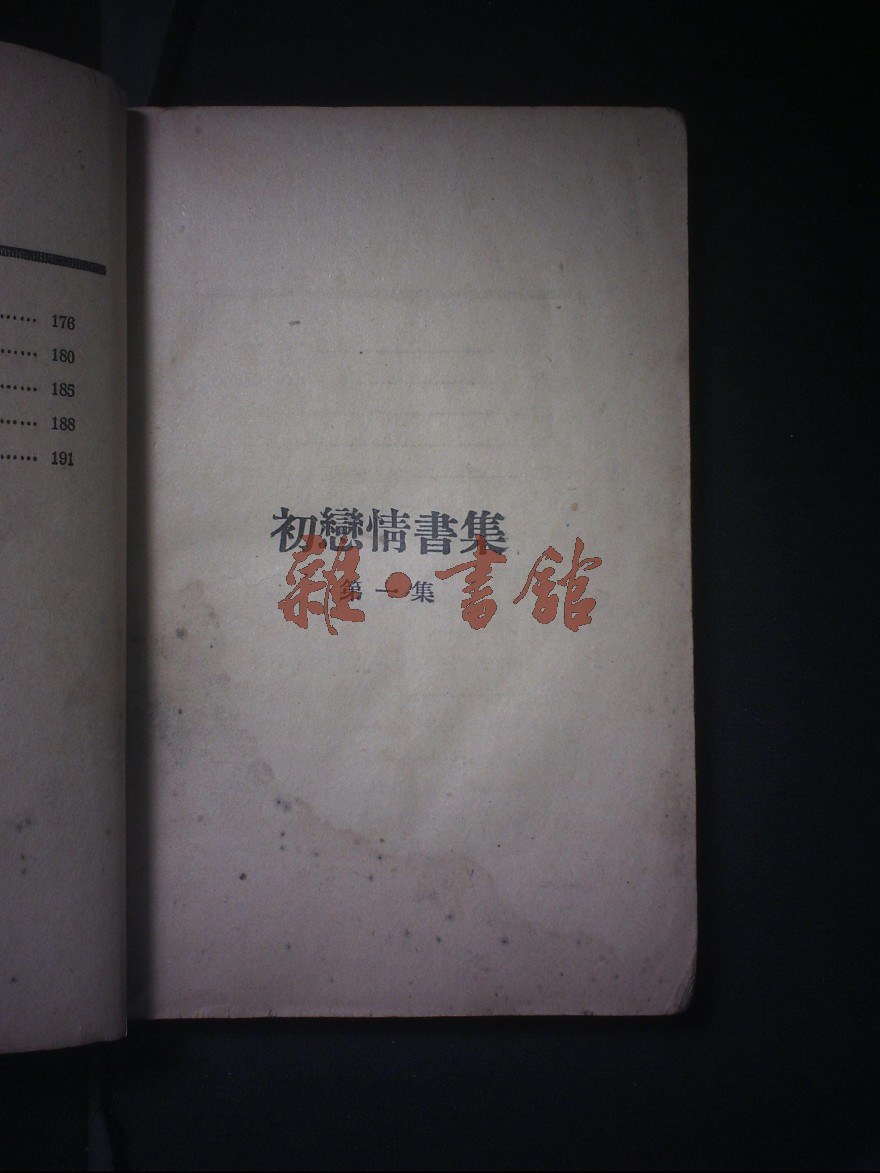 …… 176
…… 180
…… 185
…… 188
…… 191
初戀情書集
第一集
雜·書館